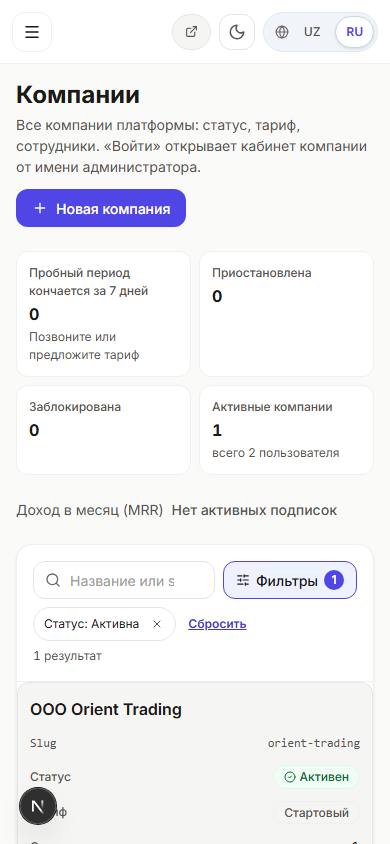 UZ
RU
Компании
Все компании платформы: статус, тариф,
сотрудники. «Войти» открывает кабинет компании
от имени администратора.
+ Новая компания
Пробный период
кончается за 7 дней
0
Позвоните или
предложите тариф
Приостановлена
0
Заблокирована
0
Активные компании
1
всего 2 пользователя
Доход в месяц (MRR) Нет активных подписок
Название или s
Фильтры 1
Статус: Активна ×
Сбросить
1 результат
ООО Orient Trading
Slug orient-trading
Статус Активен
N
Стартовый